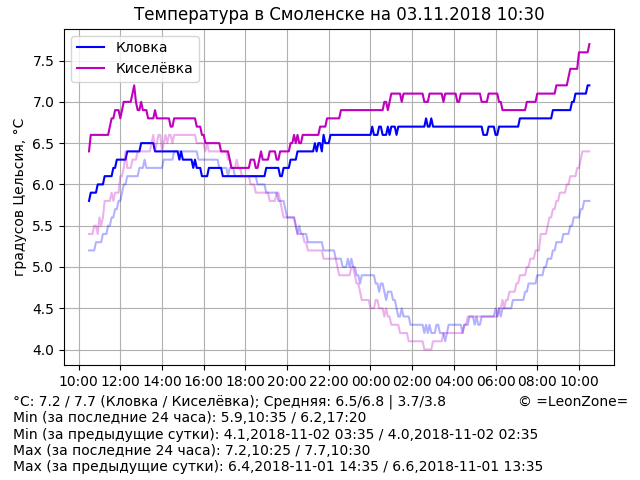 Температура в Смоленске на 03.11.2018 10:30
Кловка
Киселёвка
градусов Цельсия, °C
7.5
7.0
6.5
6.0
5.5
5.0
4.5
4.0
10:00 12:00 14:00 16:00 18:00 20:00 22:00 00:00 02:00 04:00 06:00 08:00 10:00
°C: 7.2 / 7.7 (Кловка / Киселёвка); Средняя: 6.5/6.8 | 3.7/3.8 © =LeonZone=
Min (за последние 24 часа): 5.9,10:35 / 6.2,17:20
Min (за предыдущие сутки): 4.1,2018-11-02 03:35 / 4.0,2018-11-02 02:35
Max (за последние 24 часа): 7.2,10:25 / 7.7,10:30
Max (за предыдущие сутки): 6.4,2018-11-01 14:35 / 6.6,2018-11-01 13:35